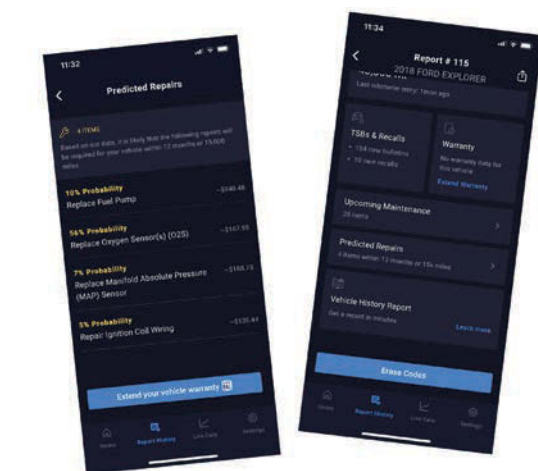 11:32
Predicted Repairs
4 ITEMS
Based on our data, it is likely that the following repairs will
be required for your vehicle within 12 months or 15,000
miles.
10% Probability
Replace Fuel Pump
56% Probability
Replace Oxygen Sensor(s) (O2S)
7% Probability
Replace Manifold Absolute Pressure
(MAP) Sensor
5% Probability
Repair Ignition Coil Wiring
Extend your vehicle warranty
Home
Report History
Live Data
Settings
11:34
Report # 115
2018 FORD EXPLORER
Last odometer entry: 1mon ago
TSBs & Recalls
new bulletins
new recalls
Warranty
No warranty data for
this vehicle
Extend Warranty
Upcoming Maintenance
items
Predicted Repairs
4 items within 12 months or 15k miles
Vehicle History Report
Get a report in minutes
Learn more
Erase Codes
Home
Report History
Live Data
Settings